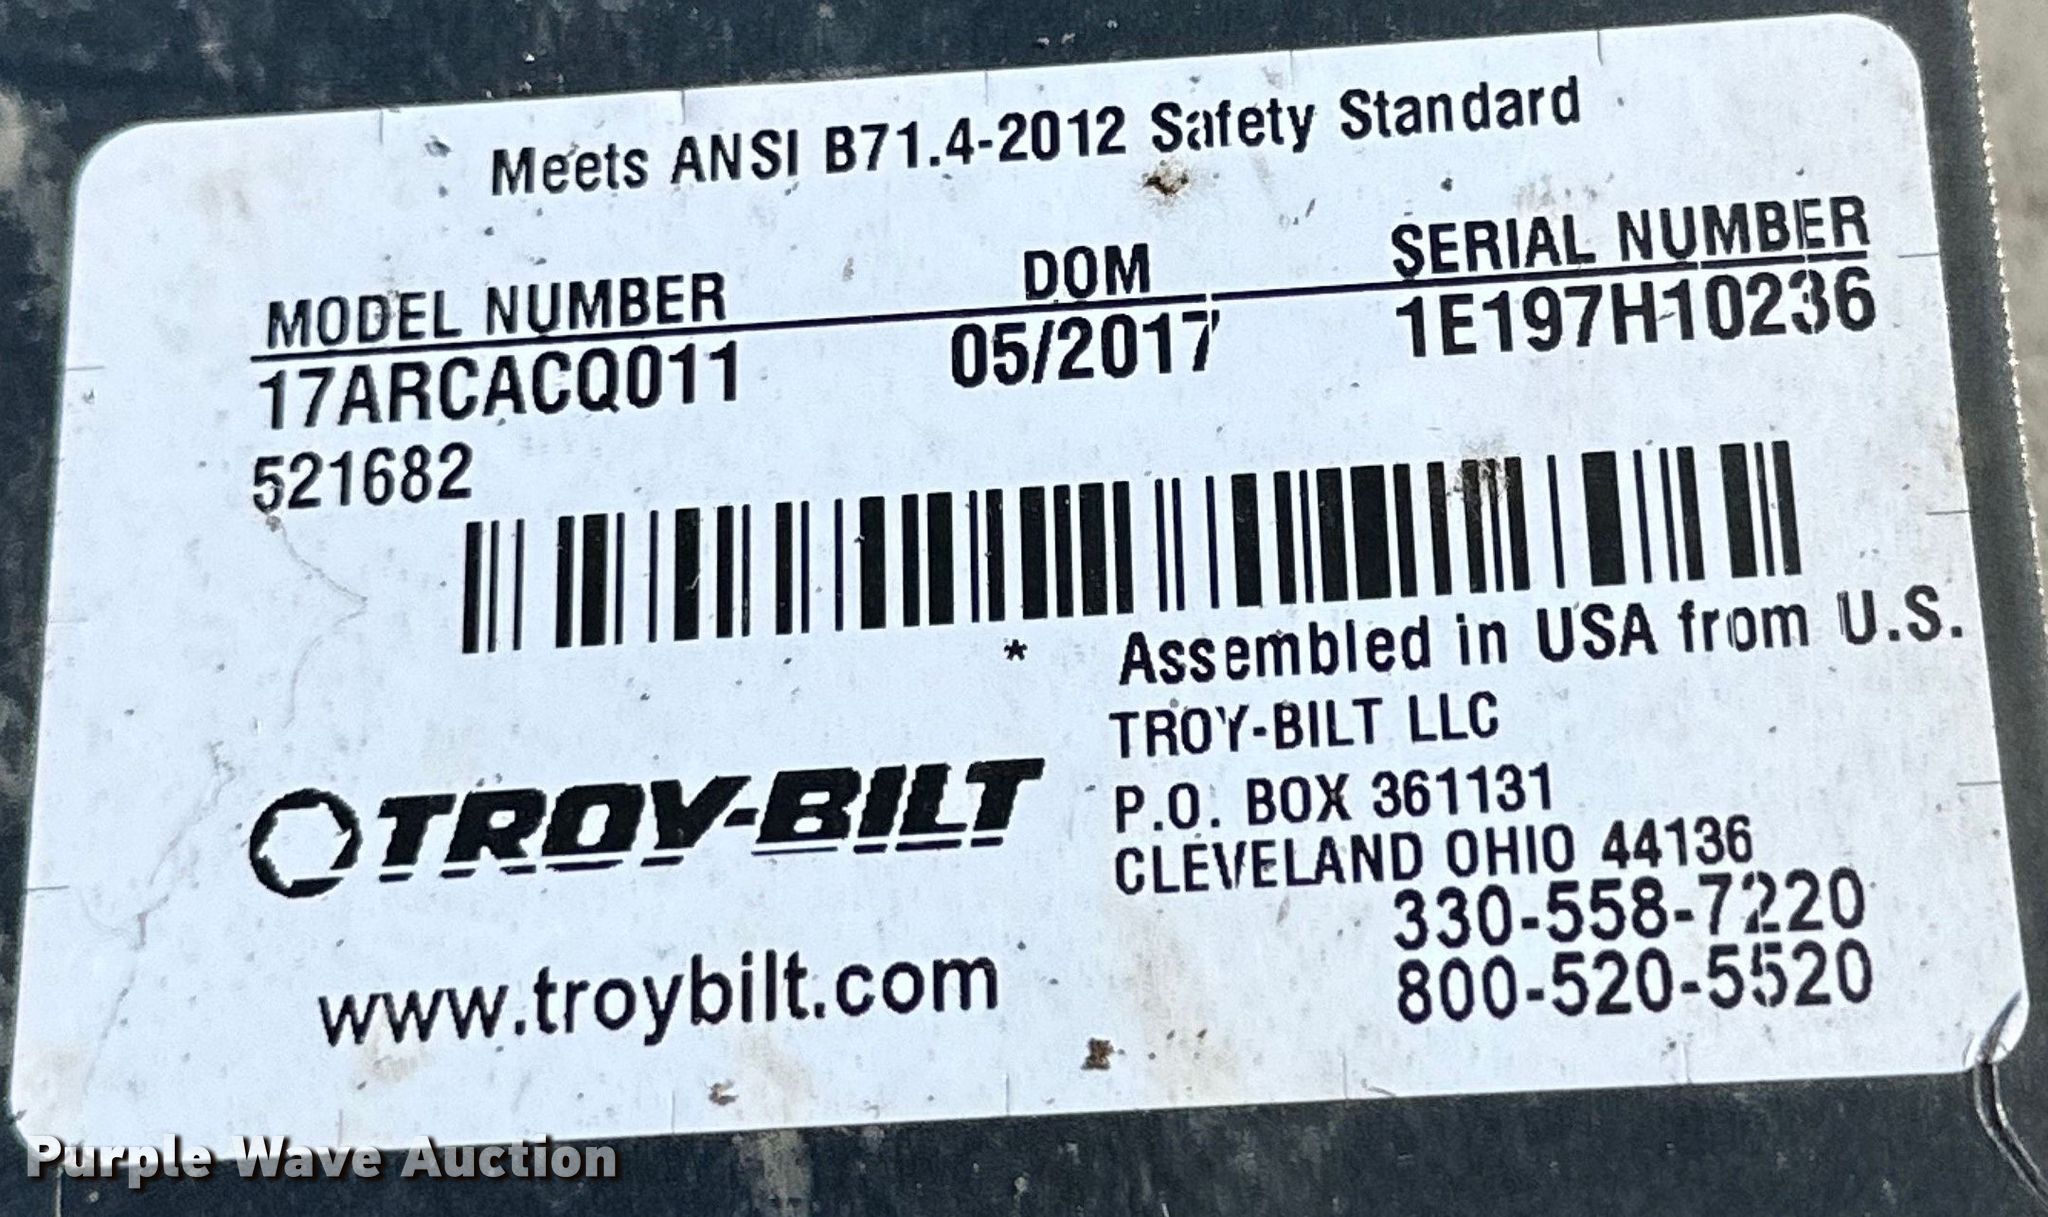 Meets ANSI B71.4-2012 Safety Standard
MODEL NUMBER DOM SERIAL NUMBER
17ARCACQ011 05/2017 1E197H10236
521682
* Assembled in USA from U.S.
TROY-BILT LLC
P.O. BOX 361131
CLEVELAND OHIO 44136
TROY-BILT
330-558-7220
800-520-5520
www.troybilt.com
Purple Wave Auction